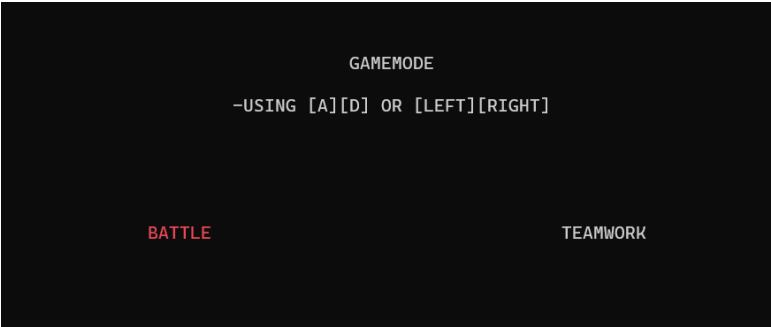 GAMEMODE
-USING [A][D] OR [LEFT][RIGHT]
BATTLE
TEAMWORK